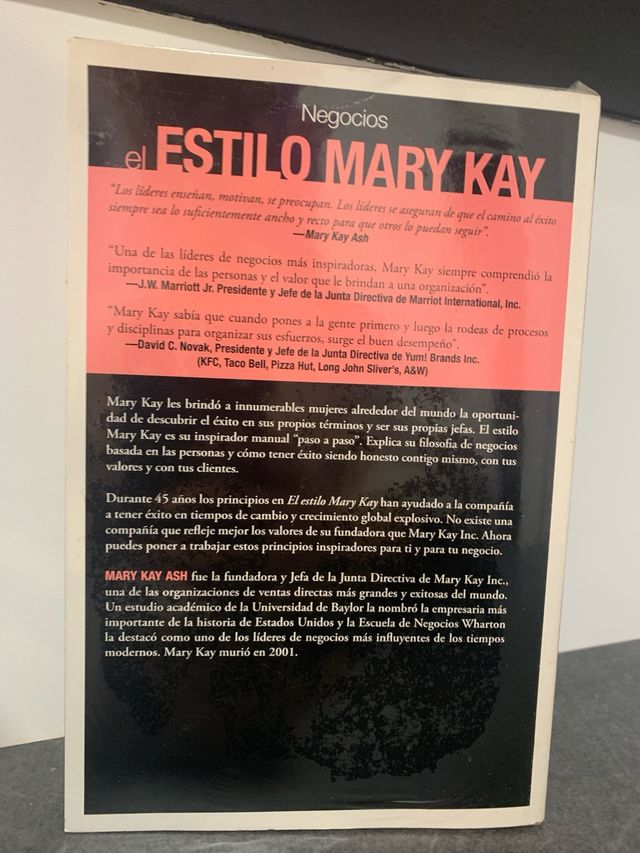 Negocios
el ESTILO MARY KAY
"Los líderes enseñan, motivan, se preocupan. Los líderes se aseguran de que el camino al éxito
siempre sea lo suficientemente ancho y recto para que otros lo puedan seguir".
—Mary Kay Ash
"Una de las líderes de negocios más inspiradoras, Mary Kay siempre comprendió la
importancia de las personas y el valor que le brindan a una organización".
—J.W. Marriott Jr. Presidente y Jefe de la Junta Directiva de Marriot International, Inc.
"Mary Kay sabía que cuando pones a la gente primero y luego la rodeas de procesos
y disciplinas para organizar sus esfuerzos, surge el buen desempeño".
—David C. Novak, Presidente y Jefe de la Junta Directiva de Yum! Brands Inc.
(KFC, Taco Bell, Pizza Hut, Long John Sliver's, A&W)
Mary Kay les brindó a innumerables mujeres alrededor del mundo la oportuni-
dad de descubrir el éxito en sus propios términos y ser sus propias jefas. El estilo
Mary Kay es su inspirador manual "paso a paso". Explica su filosofia de negocios
basada en las personas y cómo tener éxito siendo honesto contigo mismo, con tus
valores y con tus clientes.
Durante 45 años los principios en El estilo Mary Kay han ayudado a la compañía
a tener éxito en tiempos de cambio y crecimiento global explosivo. No existe una
compañía que refleje mejor los valores de su fundadora que Mary Kay Inc. Ahora
puedes poner a trabajar estos principios inspiradores para ti y para tu negocio.
MARY KAY ASH fue la fundadora y Jefa de la Junta Directiva de Mary Kay Inc.,
una de las organizaciones de ventas directas más grandes y exitosas del mundo.
Un estudio académico de la Universidad de Baylor la nombró la empresaria más
importante de la historia de Estados Unidos y la Escuela de Negocios Wharton
la destacó como uno de los líderes de negocios más influyentes de los tiempos
modernos. Mary Kay murió en 2001.